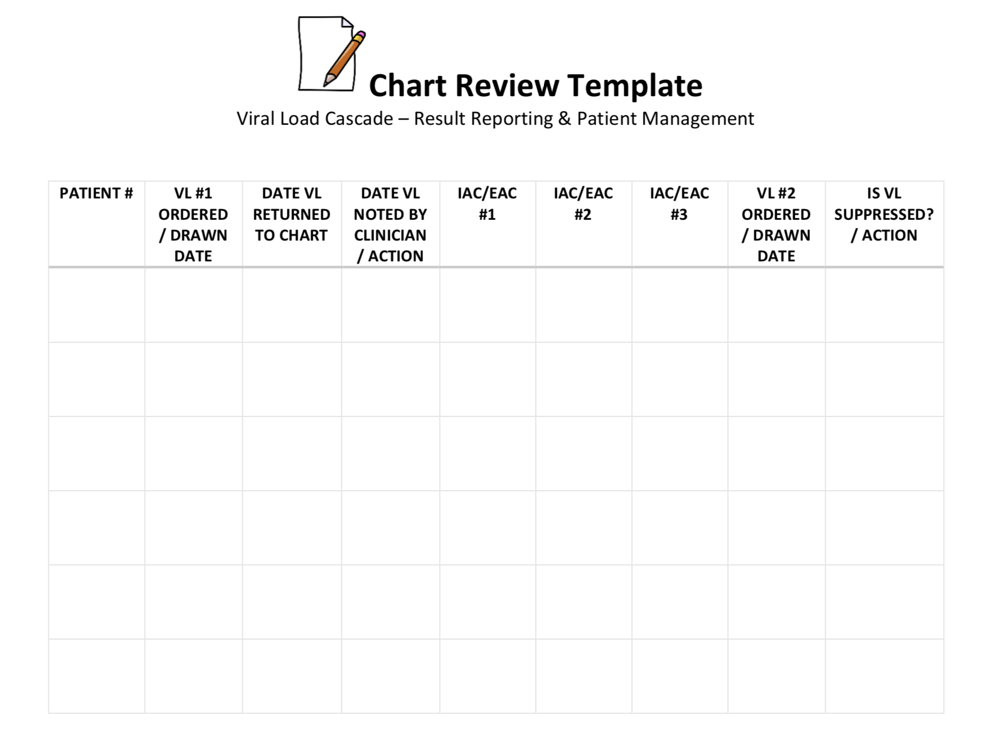 Chart Review Template
Viral Load Cascade – Result Reporting & Patient Management
PATIENT #
VL #1
ORDERED
/ DRAWN
DATE
DATE VL
RETURNED
TO CHART
DATE VL
NOTED BY
CLINICIAN
/ ACTION
IAC/EAC
#1
IAC/EAC
#2
IAC/EAC
#3
VL #2
ORDERED
/ DRAWN
DATE
IS VL
SUPPRESSED?
/ ACTION